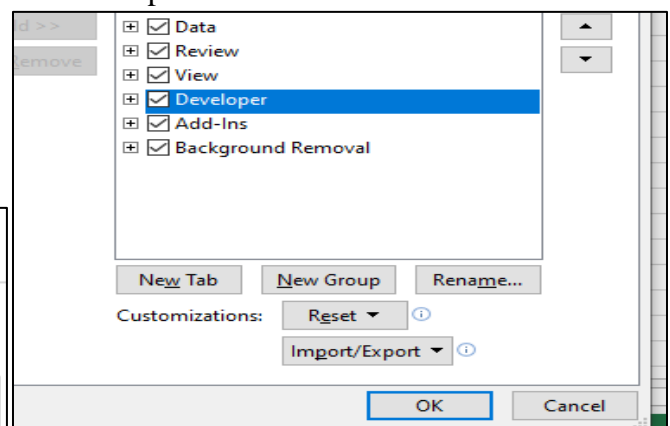 Data
Review
Remove
View
Developer
Add-Ins
Background Removal
New Tab New Group Rename...
Customizations: Reset
Import/Export
OK Cancel